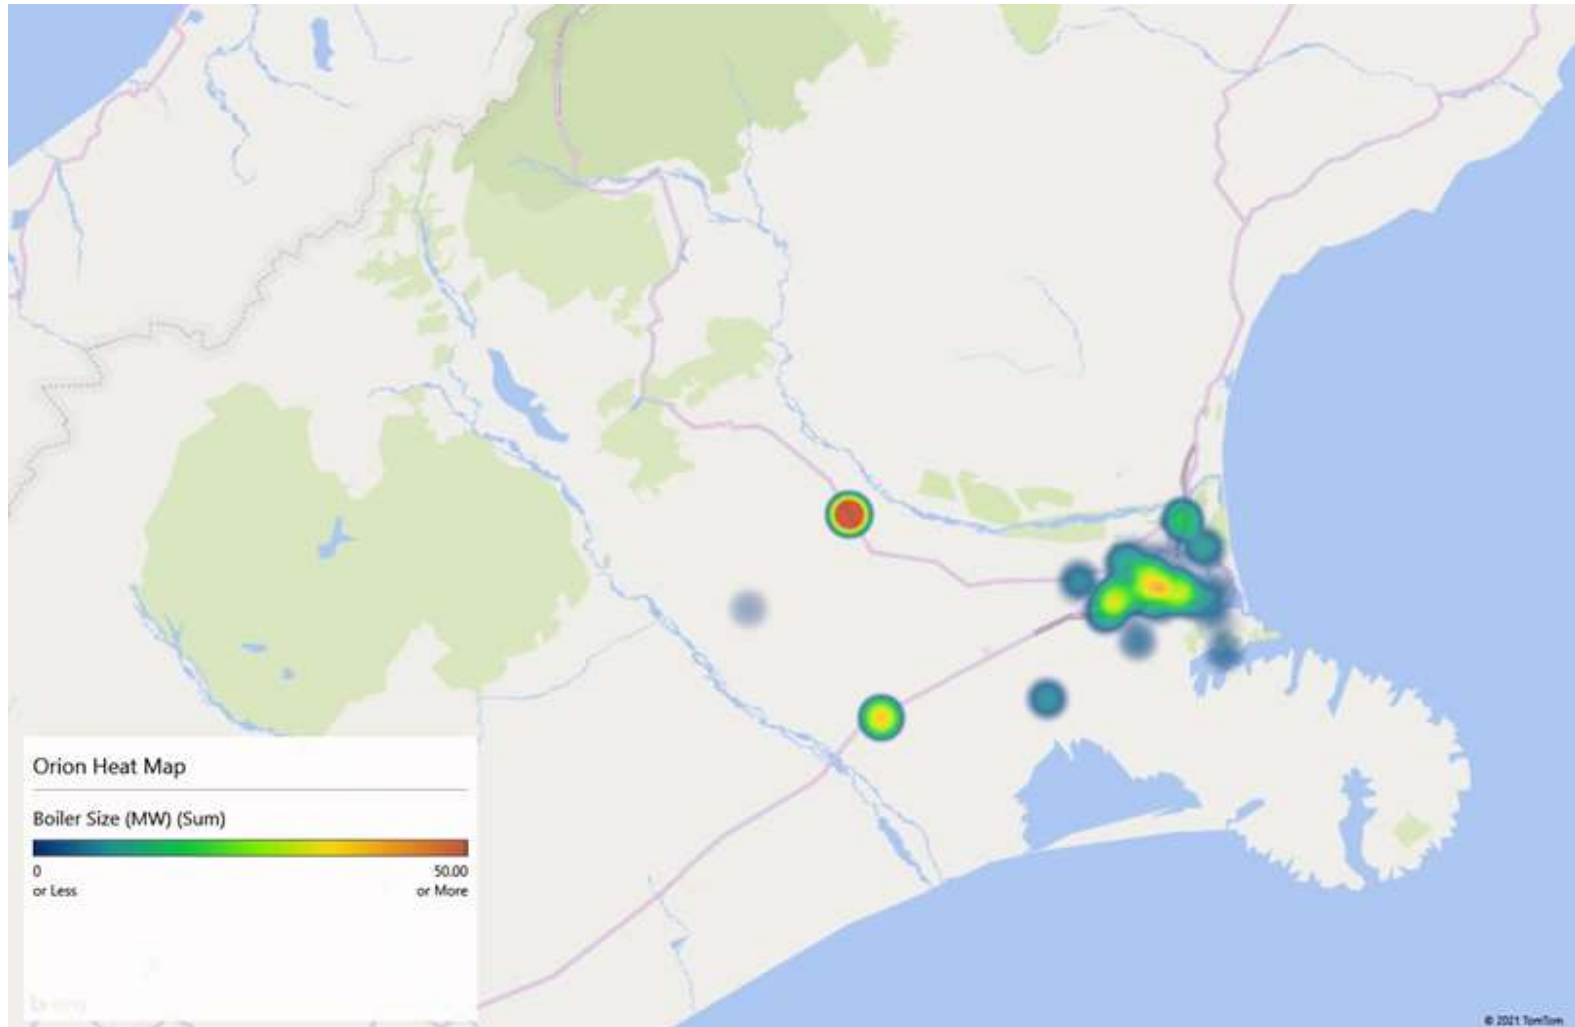 Orion Heat Map
Boiler Size (MW) (Sum)
0 50.00
or Less or More
© 2021 TomTom